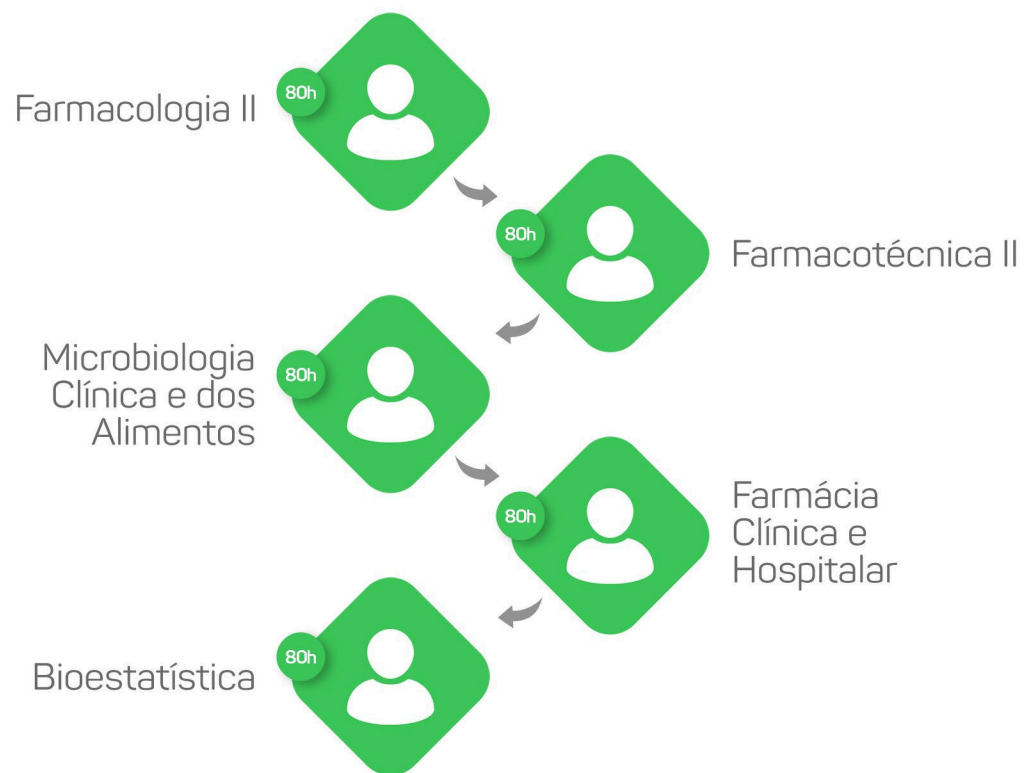 Farmacologia II
80h
80h
Farmacotécnica II
Microbiologia
Clínica e dos
Alimentos
80h
80h
Farmácia
Clínica e
Hospitalar
Bioestatística
80h